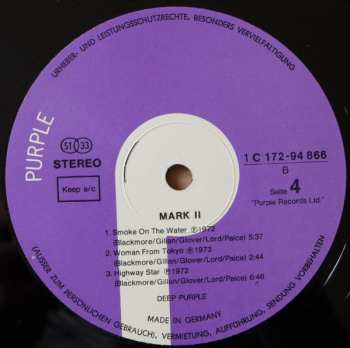 URHEBER- UND LEISTUNGSSCHUTZRECHTE, BESONDERS VERVIELFÄLTIGUNG
PURPLE
ST 33
STEREO
Keep a/c
1 C 172-94 866
B
Seite 4
"Purple Records Ltd."
MARK II
1. Smoke On The Water ℗1972
(Blackmore/Gillan/Glover/Lord/Paice) 5:37
2. Woman From Tokyo ℗1973
(Blackmore/Gillan/Glover/Lord/Paice) 2:44
3. Highway Star ℗1972
(Blackmore/Gillan/Glover/Lord/Paice) 6:46
DEEP PURPLE
MADE IN GERMANY
(AUSSER ZUM PERSÖNLICHEN GEBRAUCH), VERMIETUNG, AUFFÜHRUNG, SENDUNG VORBEHALTEN